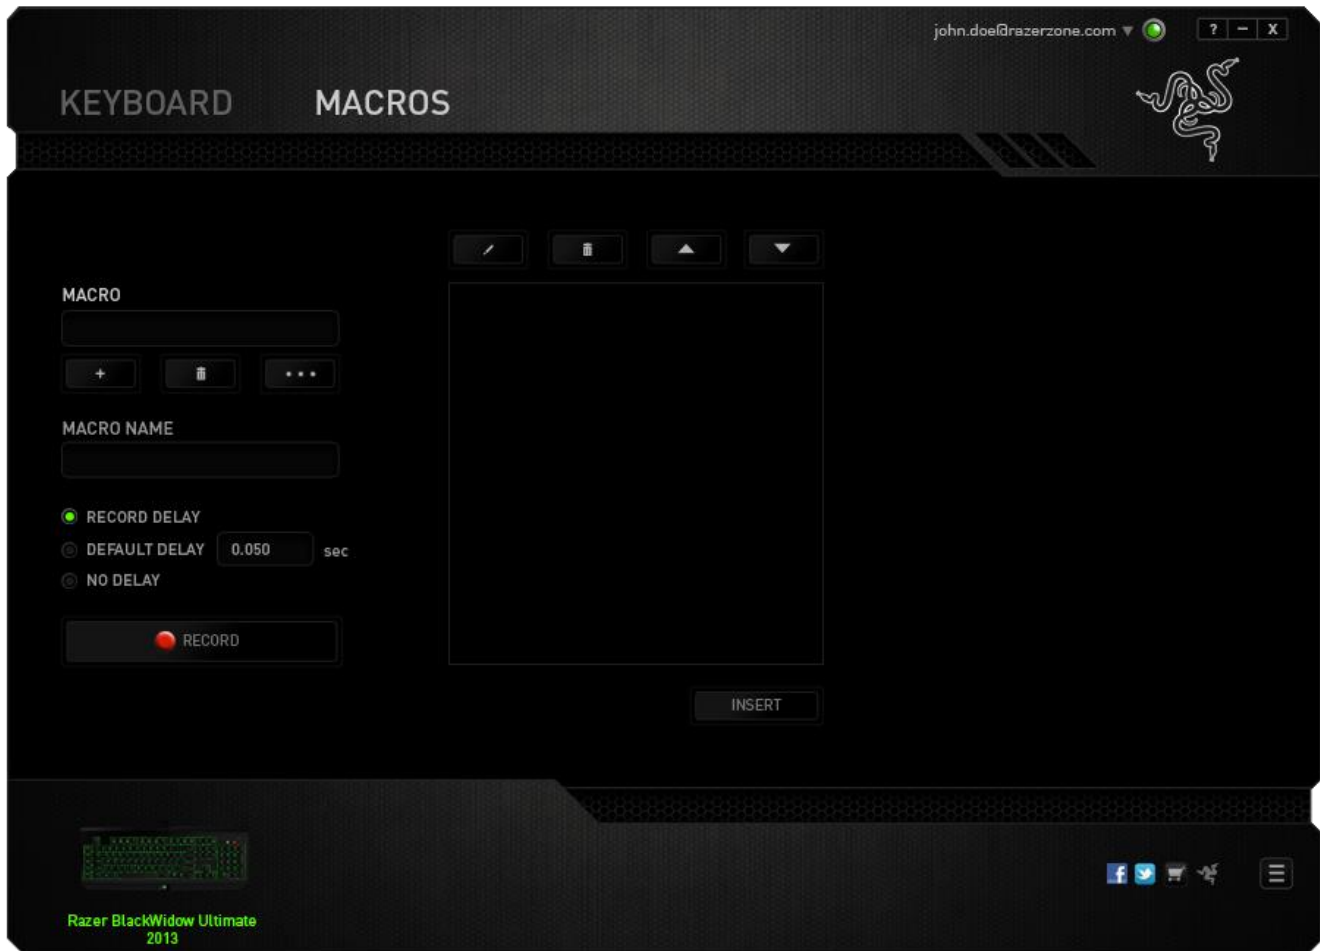 john.doe@razerzone.com
? – X
KEYBOARD MACROS
MACRO
+
MACRO NAME
RECORD DELAY
DEFAULT DELAY 0.050 sec
NO DELAY
RECORD
INSERT
Razer BlackWidow Ultimate
2013